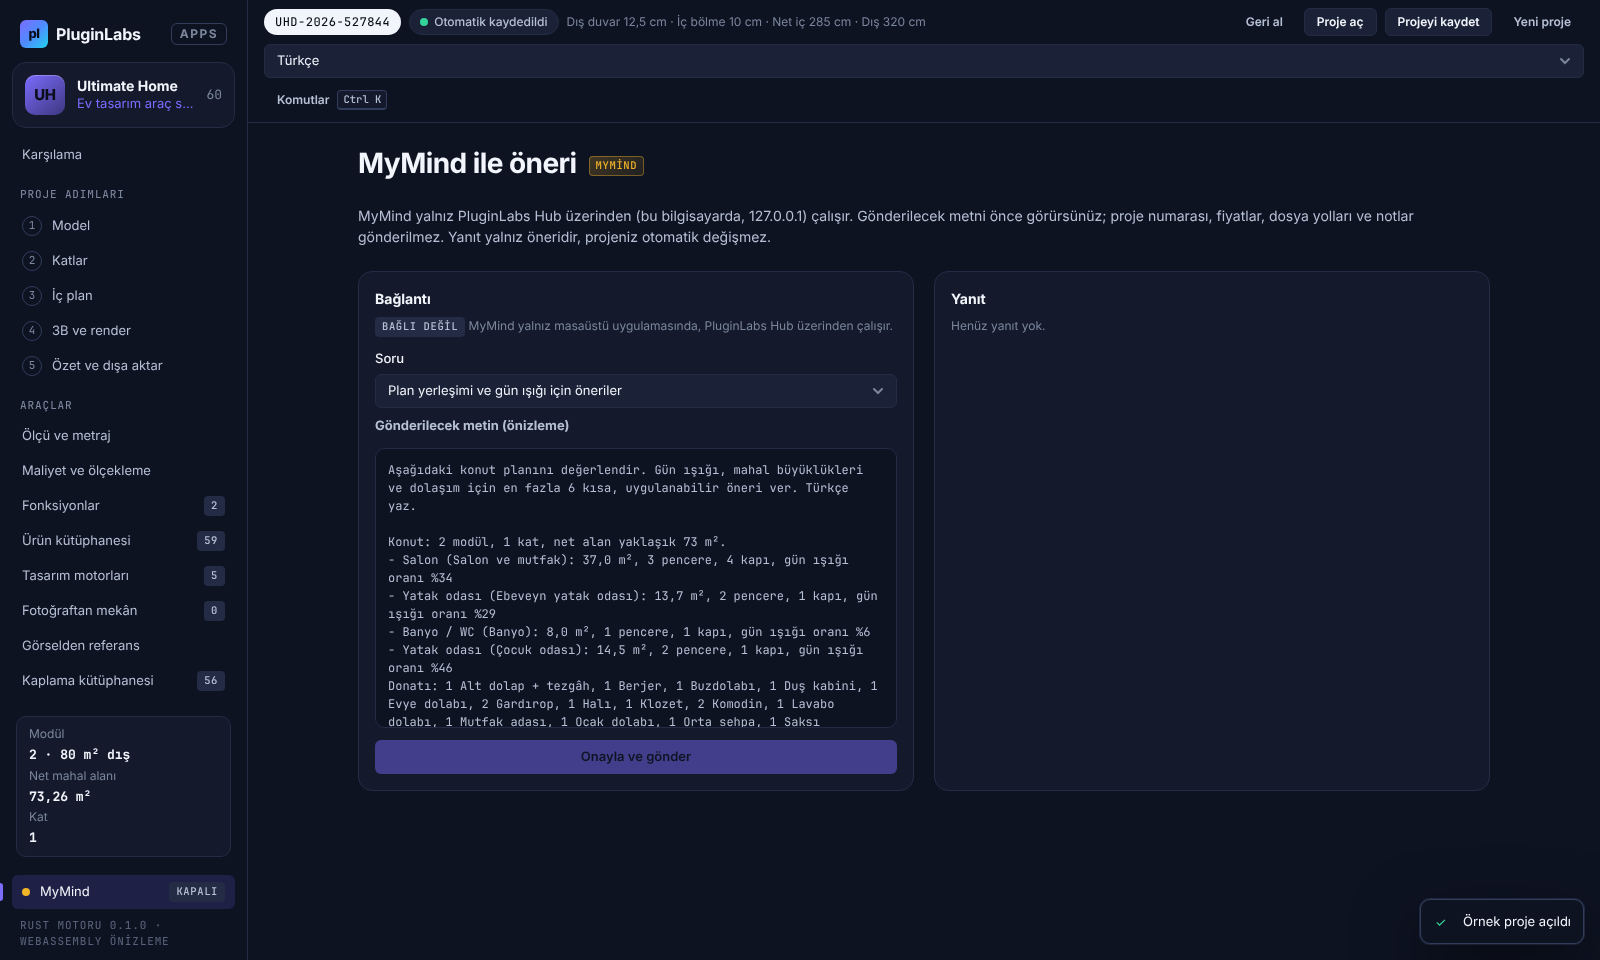 pl PluginLabs APPS
UH Ultimate Home
Ev tasarım araç s... 60
Karşılama
PROJE ADIMLARI
1 Model
2 Katlar
3 İç plan
4 3B ve render
5 Özet ve dışa aktar
ARAÇLAR
Ölçü ve metraj
Maliyet ve ölçekleme
Fonksiyonlar 2
Ürün kütüphanesi 59
Tasarım motorları 5
Fotoğraftan mekân 0
Görselden referans
Kaplama kütüphanesi 56
Modül
2 · 80 m² dış
Net mahal alanı
73,26 m²
Kat
1
MyMind KAPALI
RUST MOTORU 0.1.0 ·
WEBASSEMBLY ÖNİZLEME
UHD-2026-527844 Otomatik kaydedildi Dış duvar 12,5 cm · İç bölme 10 cm · Net iç 285 cm · Dış 320 cm Geri al Proje aç Projeyi kaydet Yeni proje
Türkçe
Komutlar Ctrl K
MyMind ile öneri MYMİND
MyMind yalnız PluginLabs Hub üzerinden (bu bilgisayarda, 127.0.0.1) çalışır. Gönderilecek metni önce görürsünüz; proje numarası, fiyatlar, dosya yolları ve notlar
gönderilmez. Yanıt yalnız öneridir, projeniz otomatik değişmez.
Bağlantı
BAĞLI DEĞİL MyMind yalnız masaüstü uygulamasında, PluginLabs Hub üzerinden çalışır.
Soru
Plan yerleşimi ve gün ışığı için öneriler
Gönderilecek metin (önizleme)
Aşağıdaki konut planını değerlendir. Gün ışığı, mahal büyüklükleri
ve dolaşım için en fazla 6 kısa, uygulanabilir öneri ver. Türkçe
yaz.
Konut: 2 modül, 1 kat, net alan yaklaşık 73 m².
- Salon (Salon ve mutfak): 37,0 m², 3 pencere, 4 kapı, gün ışığı
oranı %34
- Yatak odası (Ebeveyn yatak odası): 13,7 m², 2 pencere, 1 kapı, gün
ışığı oranı %29
- Banyo / WC (Banyo): 8,0 m², 1 pencere, 1 kapı, gün ışığı oranı %6
- Yatak odası (Çocuk odası): 14,5 m², 2 pencere, 1 kapı, gün ışığı
oranı %46
Donatı: 1 Alt dolap + tezgâh, 1 Berjer, 1 Buzdolabı, 1 Duş kabini, 1
Evye dolabı, 2 Gardırop, 1 Halı, 1 Klozet, 2 Komodin, 1 Lavabo
dolabı, 1 Mutfak adası, 1 Ocak dolabı, 1 Orta sehpa, 1 Saksı
Onayla ve gönder
Yanıt
Henüz yanıt yok.
Örnek proje açıldı